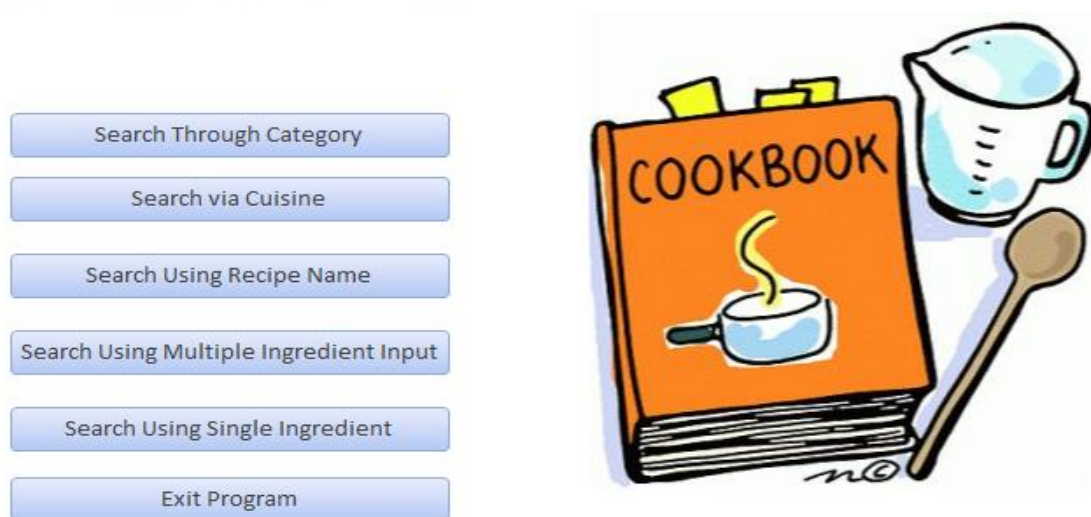 Search Through Category
Search via Cuisine
Search Using Recipe Name
Search Using Multiple Ingredient Input
Search Using Single Ingredient
Exit Program
COOKBOOK